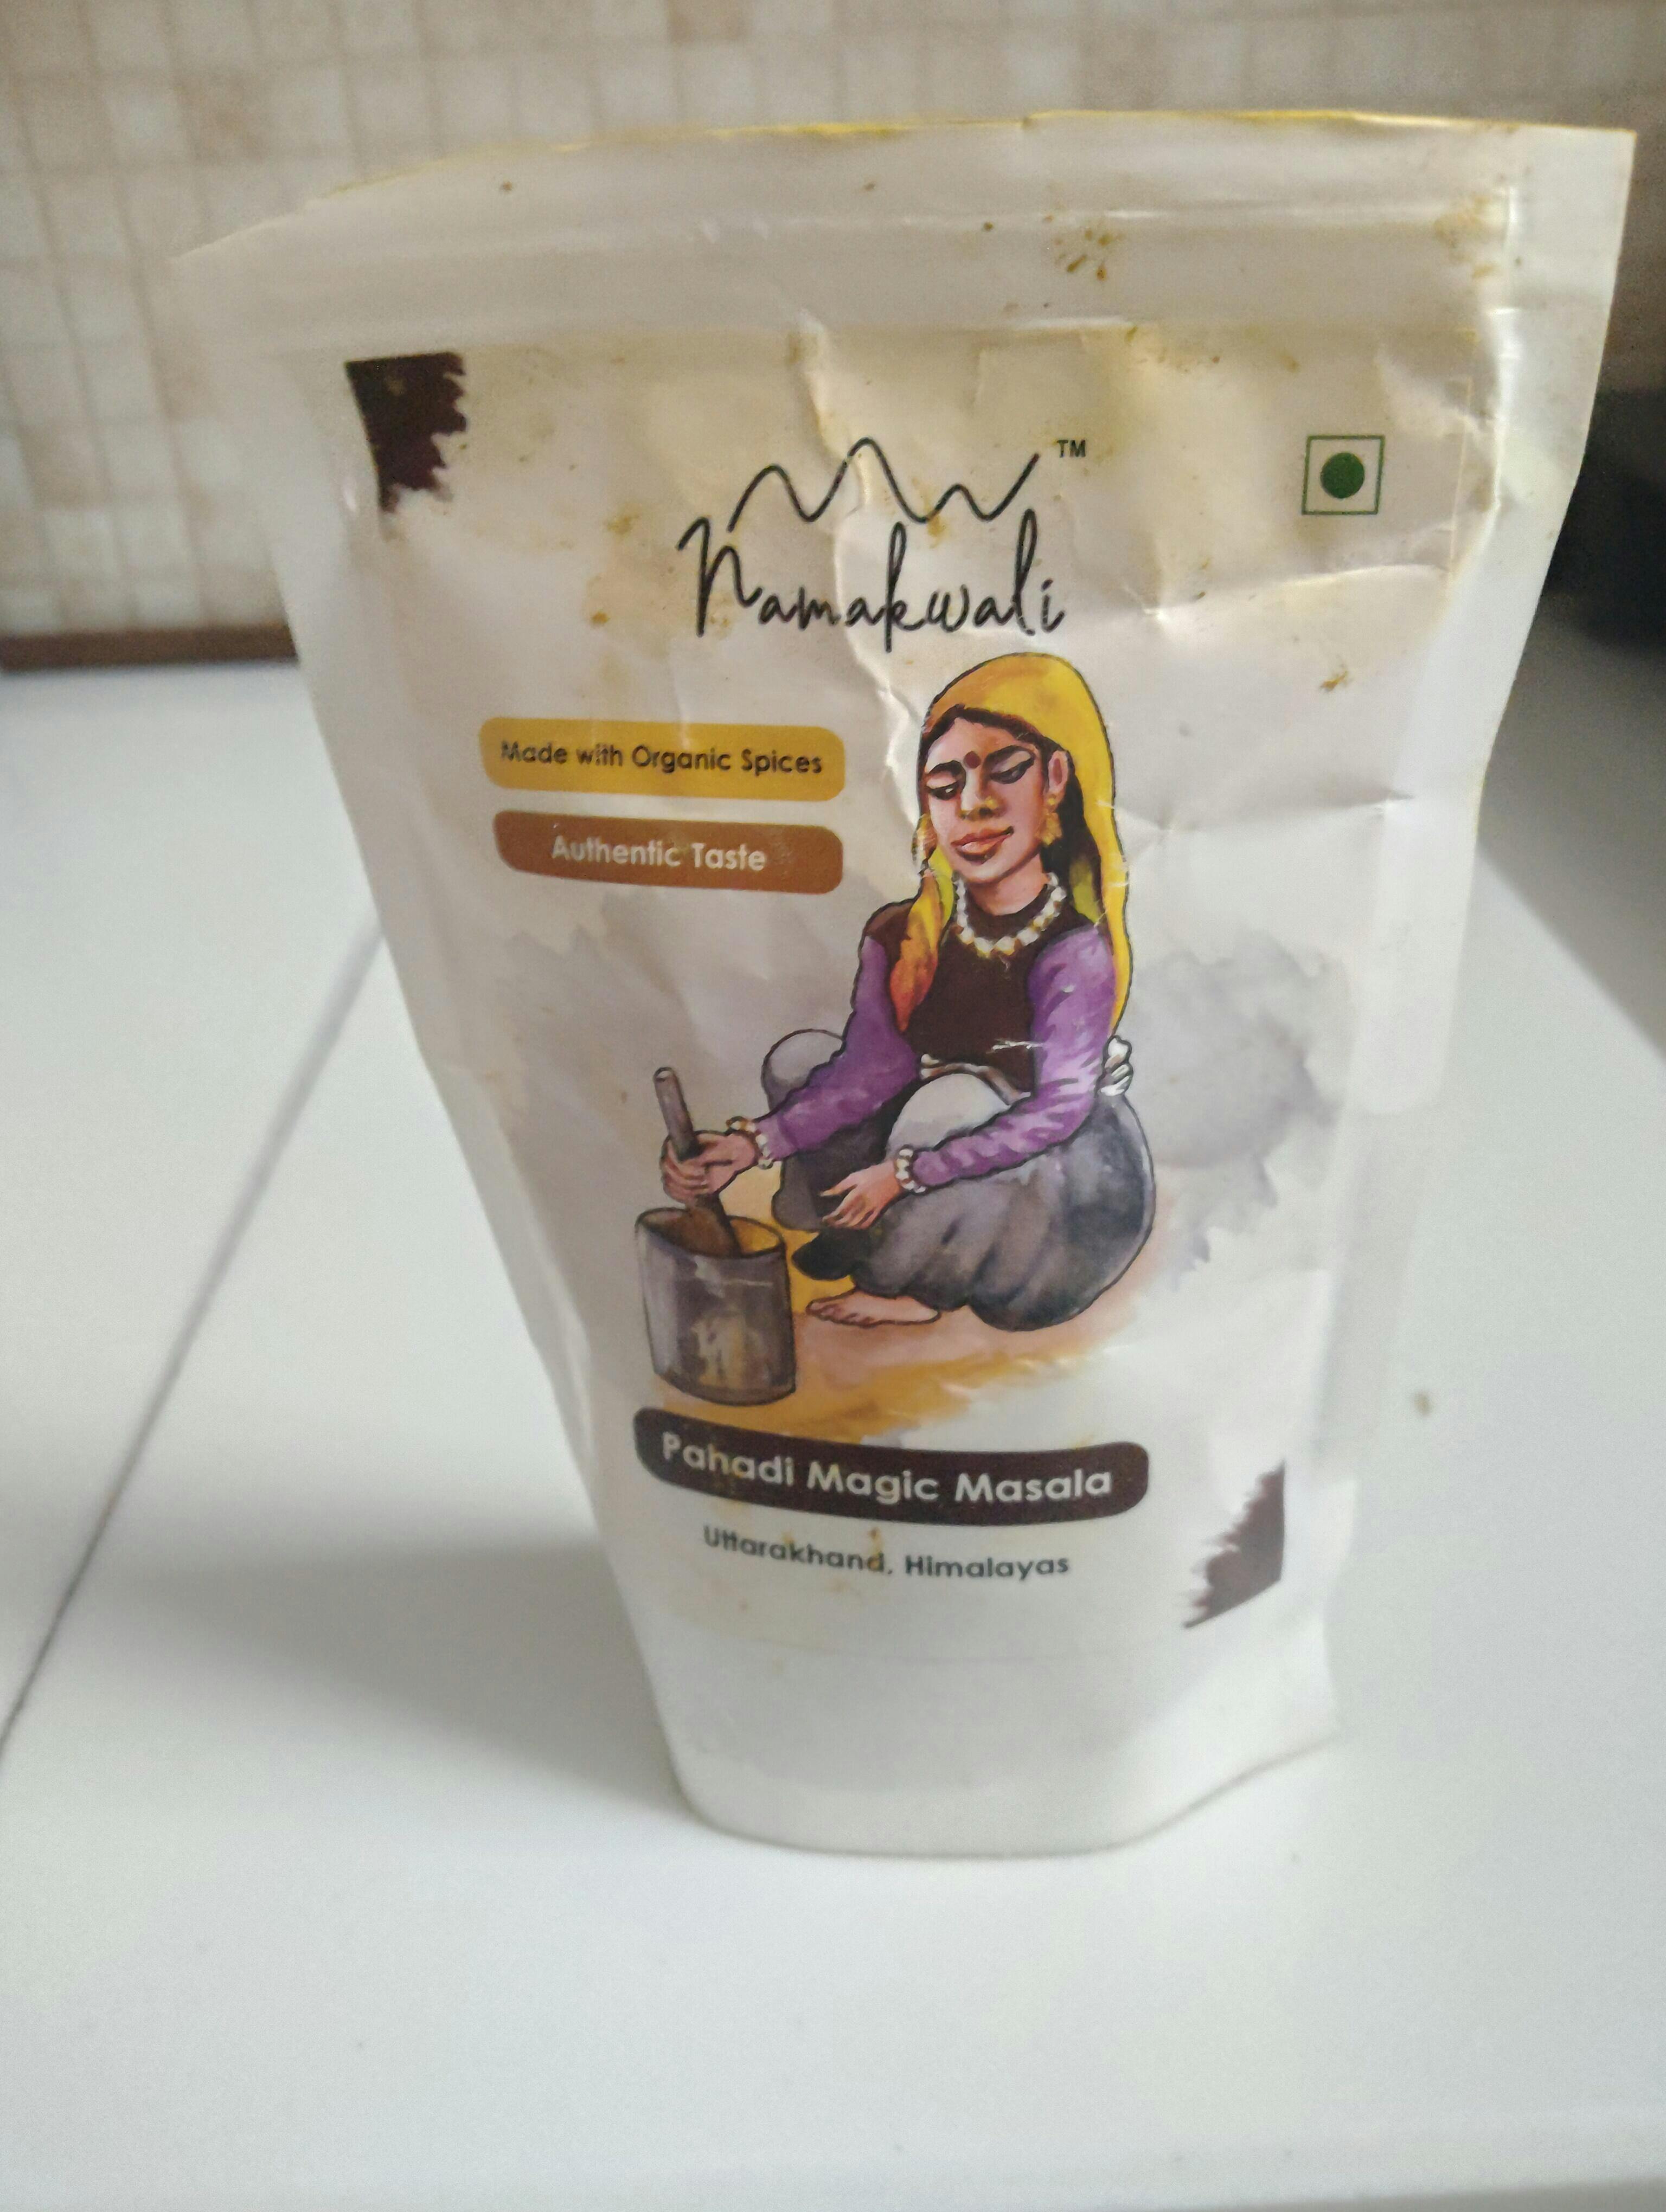 Namakwali TM
Made with Organic Spices
Authentic Taste
Pahadi Magic Masala
Uttarakhand, Himalayas